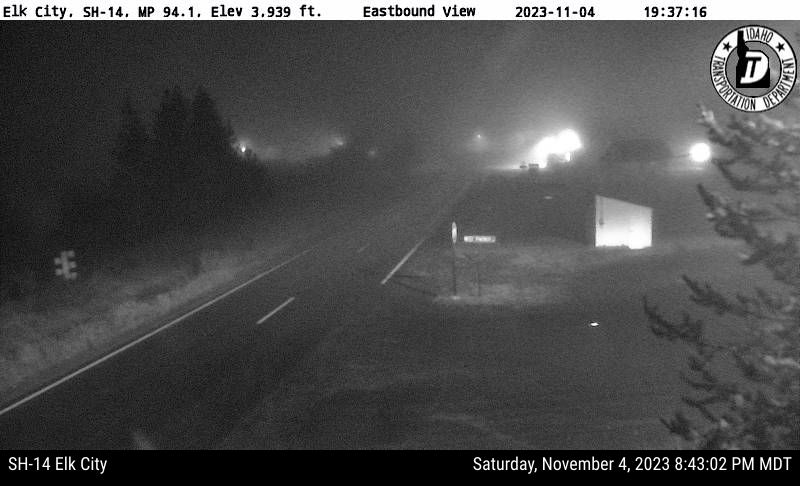 Elk City, SH-14, MP 94.1, Elev 3,939 ft. Eastbound View 2023-11-04 19:37:16
IDAHO TRANSPORTATION DEPARTMENT
SH-14 Elk City
Saturday, November 4, 2023 8:43:02 PM MDT